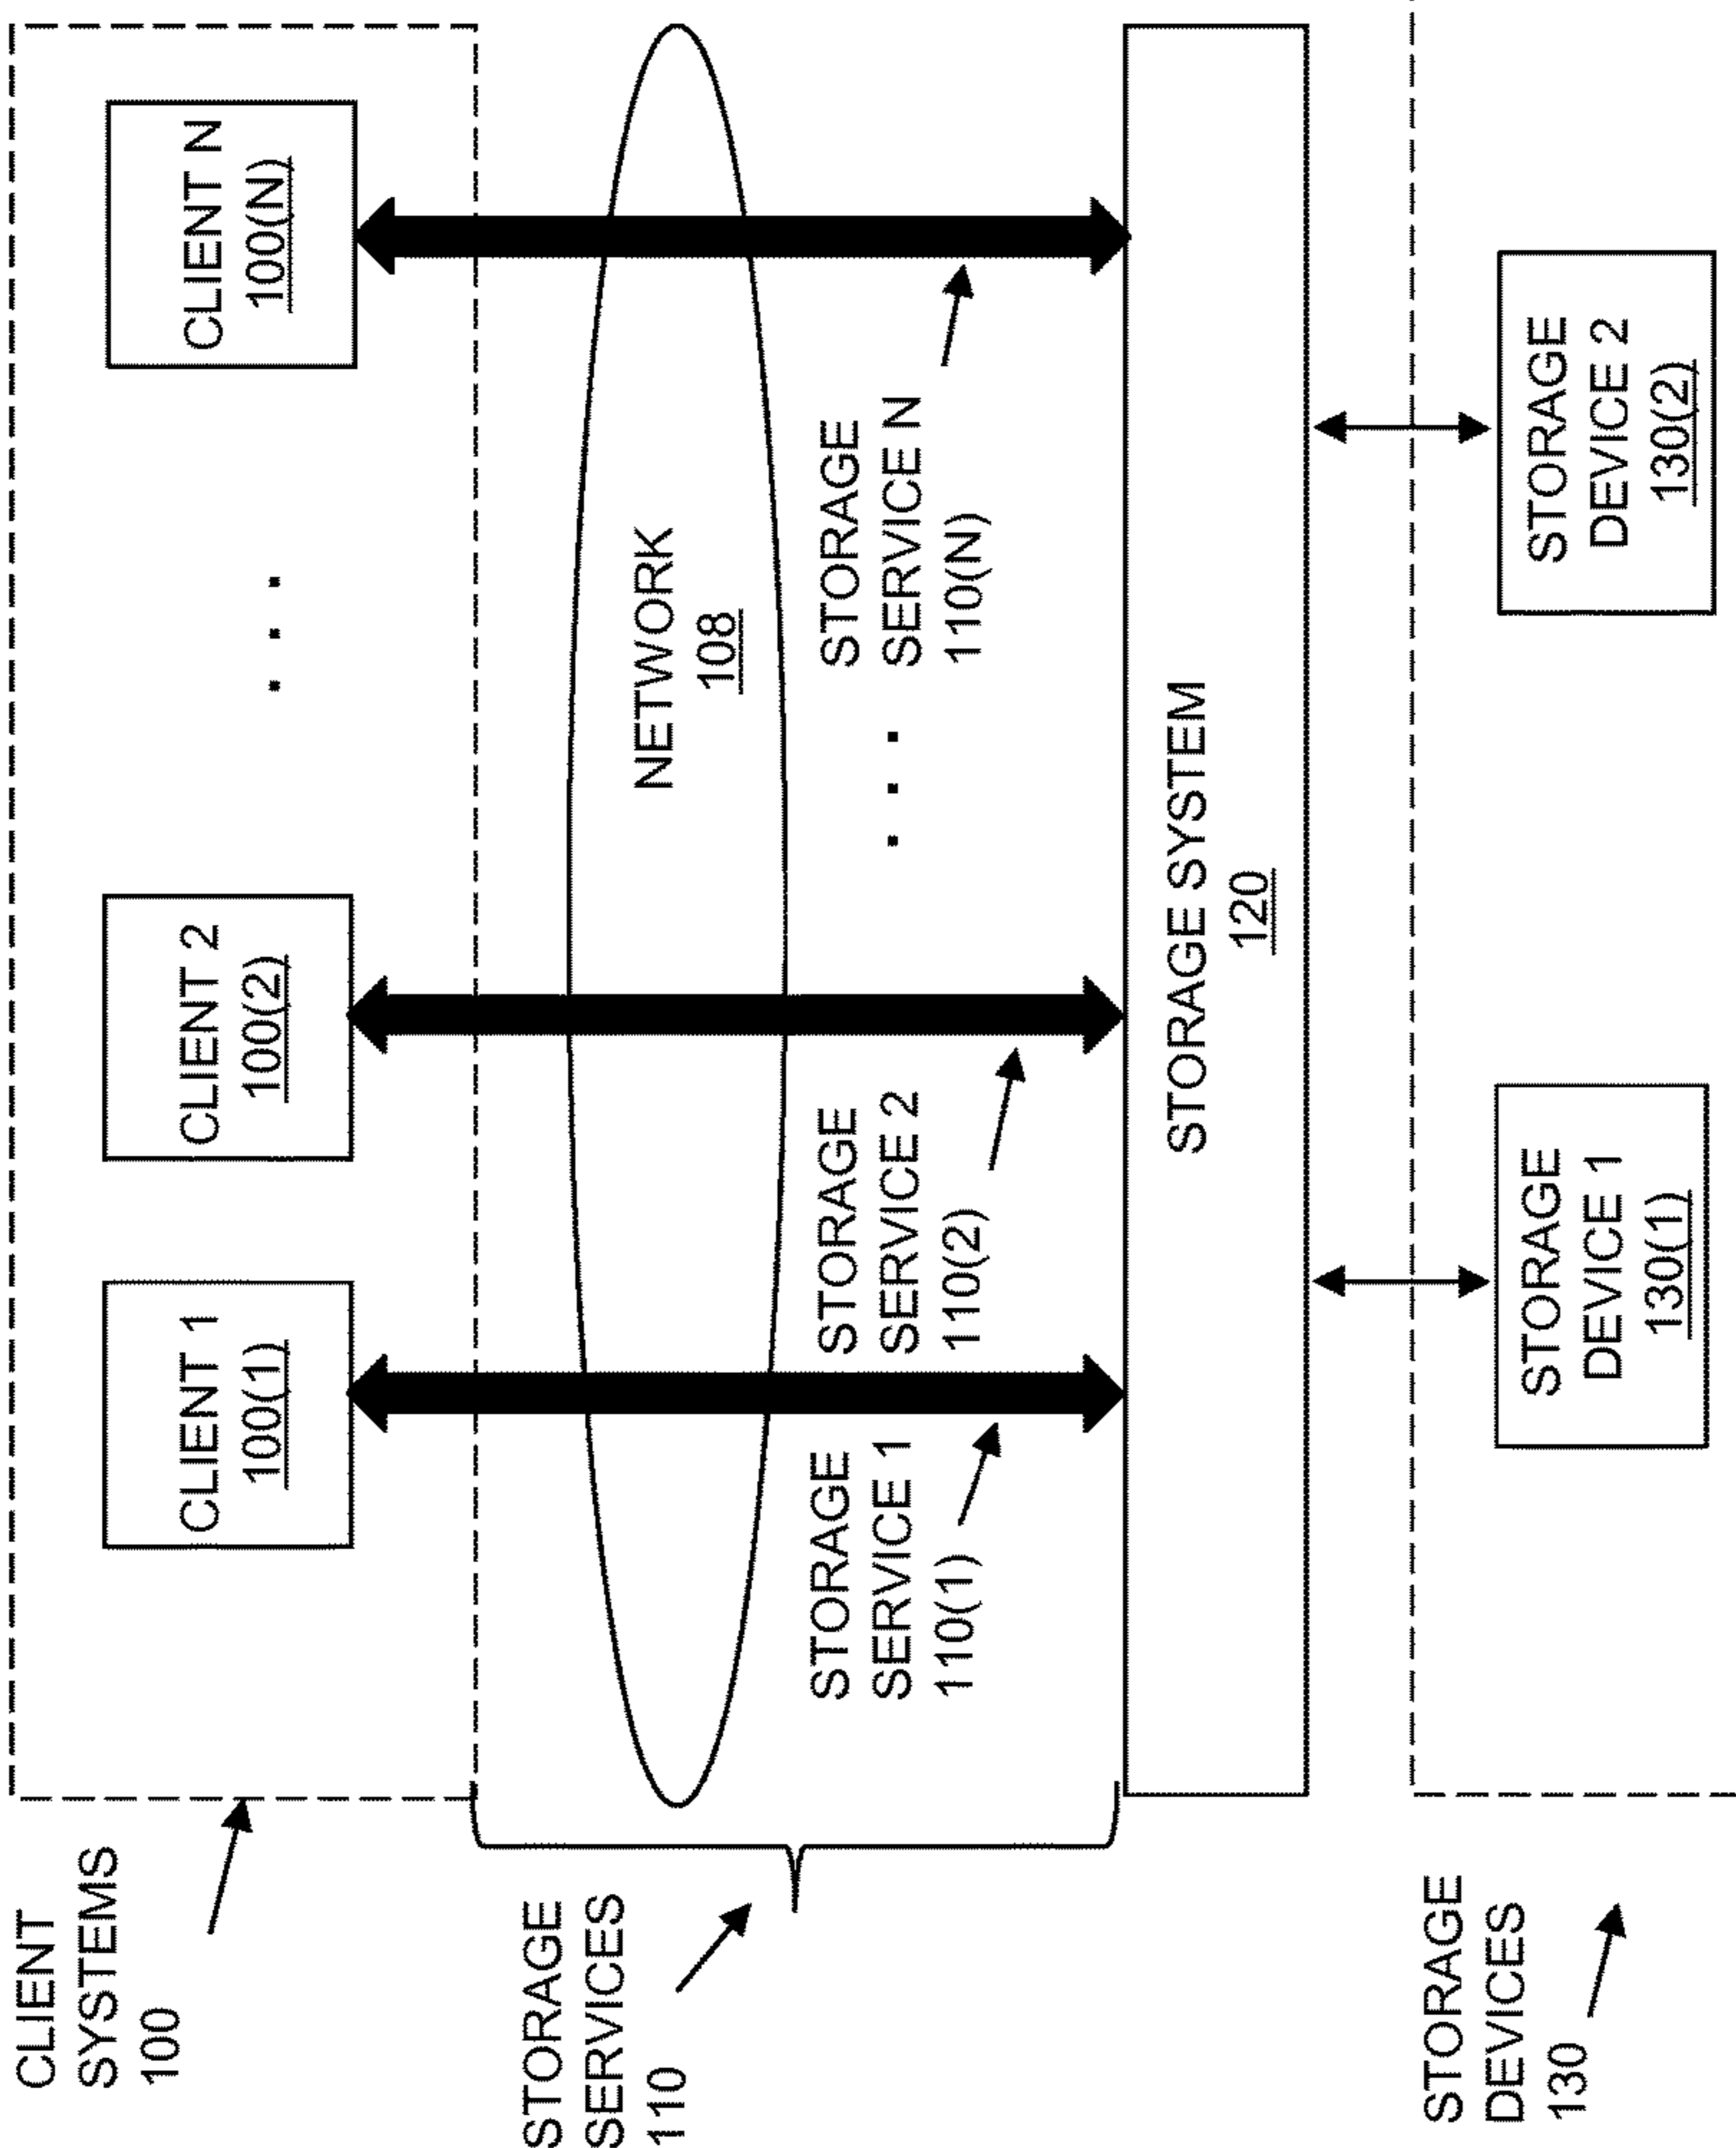 CLIENT
SYSTEMS
100
CLIENT 1
100(1)
CLIENT 2
100(2)
. . .
CLIENT N
100(N)
STORAGE
SERVICES
110
NETWORK
108
STORAGE
SERVICE 1
110(1)
STORAGE
SERVICE 2
110(2)
. . .
STORAGE
SERVICE N
110(N)
STORAGE SYSTEM
120
STORAGE
DEVICES
130
STORAGE
DEVICE 1
130(1)
STORAGE
DEVICE 2
130(2)